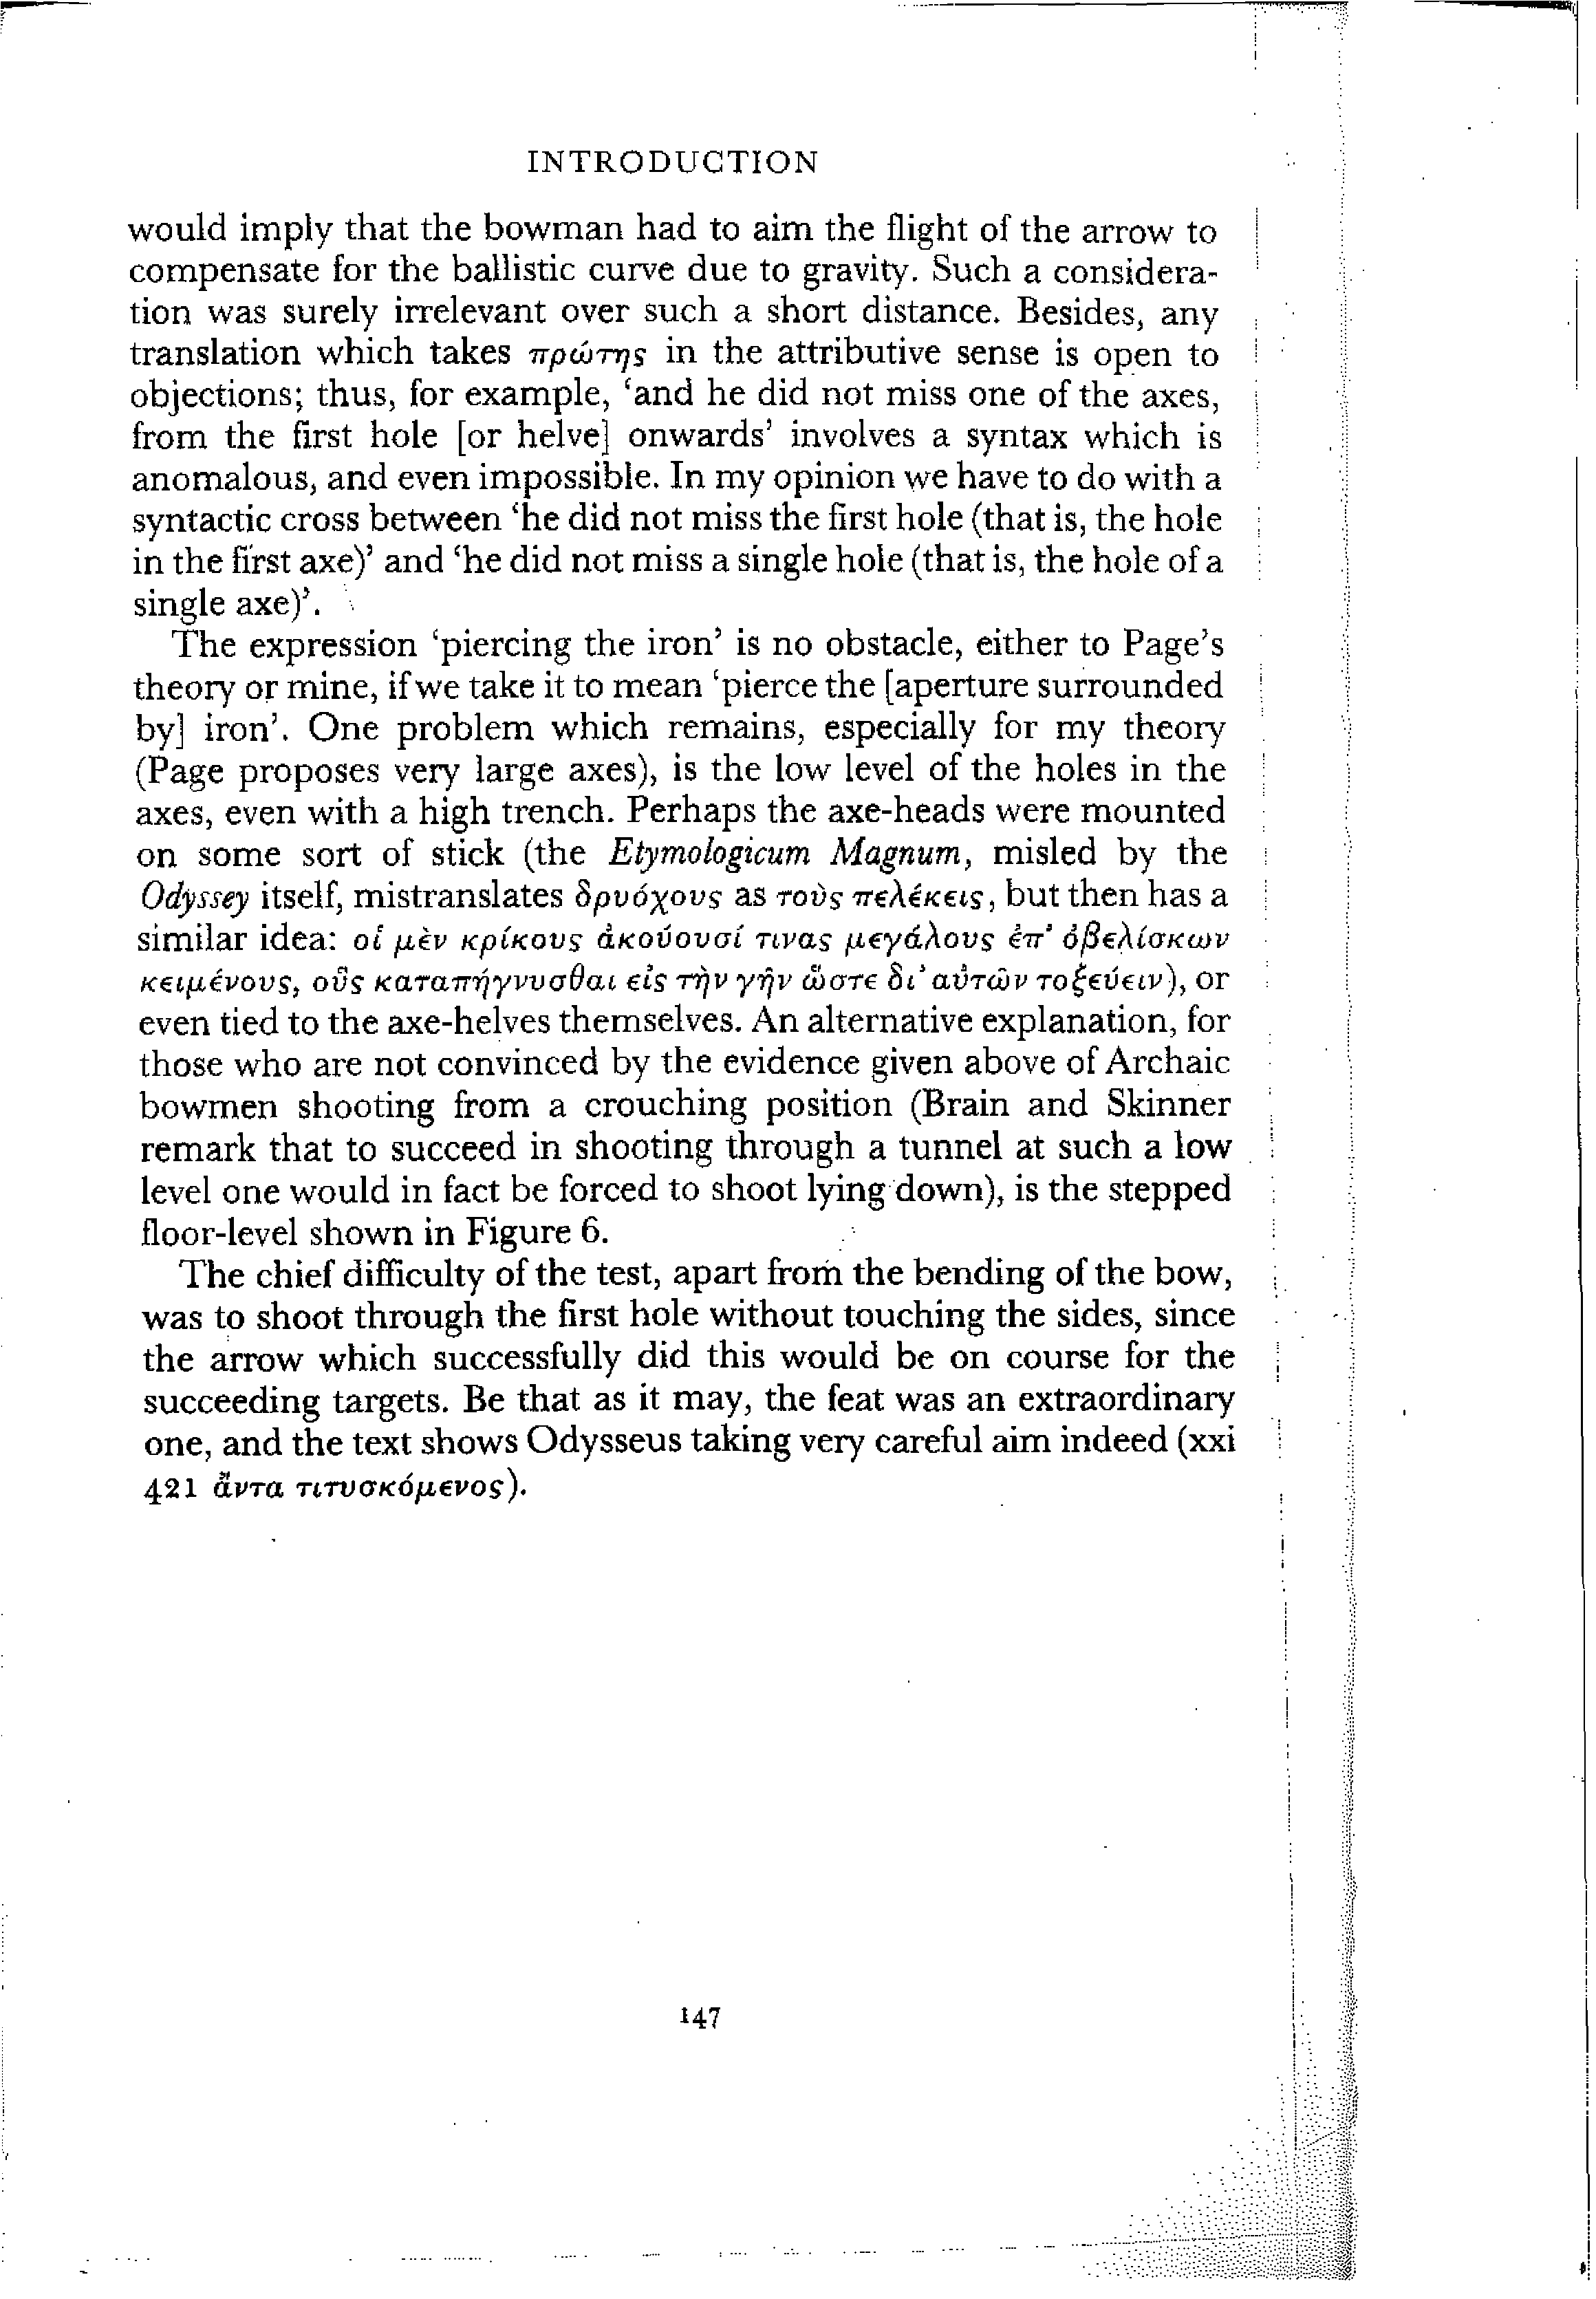 INTRODUCTION
would imply that the bowman had to aim the flight of the arrow to
compensate for the ballistic curve due to gravity. Such a considera-
tion was surely irrelevant over such a short distance. Besides, any
translation which takes πρώτης in the attributive sense is open to
objections; thus, for example, ‘and he did not miss one of the axes,
from the first hole [or helve] onwards’ involves a syntax which is
anomalous, and even impossible. In my opinion we have to do with a
syntactic cross between ‘he did not miss the first hole (that is, the hole
in the first axe)’ and ‘he did not miss a single hole (that is, the hole of a
single axe)’.
The expression ‘piercing the iron’ is no obstacle, either to Page’s
theory or mine, if we take it to mean ‘pierce the [aperture surrounded
by] iron’. One problem which remains, especially for my theory
(Page proposes very large axes), is the low level of the holes in the
axes, even with a high trench. Perhaps the axe-heads were mounted
on some sort of stick (the Etymologicum Magnum, misled by the
Odyssey itself, mistranslates δρυόχους as τοὺς πελέκεις, but then has a
similar idea: οἱ μὲν κρίκους ἀκούουσί τινας μεγάλους ἐπ’ ὀβελίσκων
κειμένους, οὓς καταπήγνυσθαι εἰς τὴν γῆν ὥστε δι’ αὐτῶν τοξεύειν), or
even tied to the axe-helves themselves. An alternative explanation, for
those who are not convinced by the evidence given above of Archaic
bowmen shooting from a crouching position (Brain and Skinner
remark that to succeed in shooting through a tunnel at such a low
level one would in fact be forced to shoot lying down), is the stepped
floor-level shown in Figure 6.
The chief difficulty of the test, apart from the bending of the bow,
was to shoot through the first hole without touching the sides, since
the arrow which successfully did this would be on course for the
succeeding targets. Be that as it may, the feat was an extraordinary
one, and the text shows Odysseus taking very careful aim indeed (xxi
421 ἄντα τιτυσκόμενος).
147